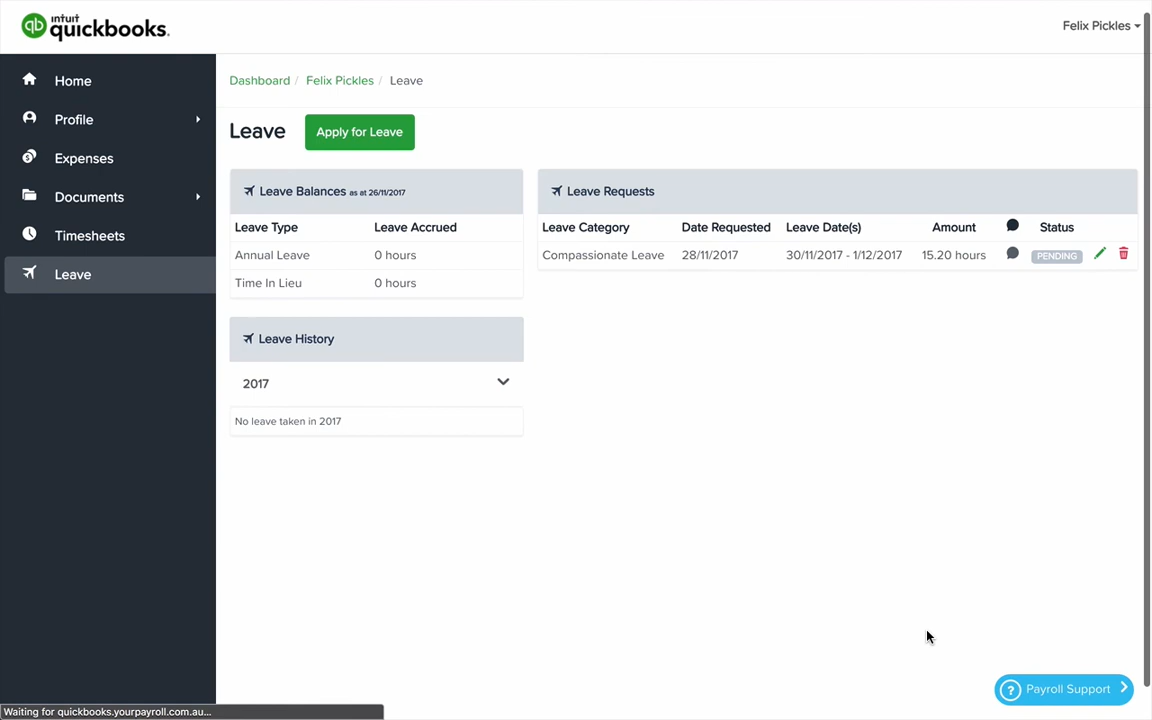 intuit
qb quickbooks.
Felix Pickles
Home
Profile
Expenses
Documents
Timesheets
Leave
Dashboard / Felix Pickles / Leave
Leave
Apply for Leave
Leave Balances as at 26/11/2017
Leave Type Leave Accrued
Annual Leave 0 hours
Time In Lieu 0 hours
Leave History
2017
No leave taken in 2017
Leave Requests
Leave Category Date Requested Leave Date(s) Amount Status
Compassionate Leave 28/11/2017 30/11/2017 - 1/12/2017 15.20 hours PENDING
? Payroll Support
Waiting for quickbooks.yourpayroll.com.au...